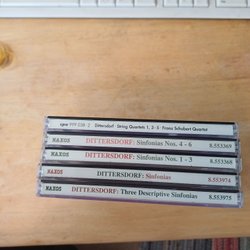 cpo 999 038-2 Dittersdorf · String Quartets 1, 3-5 · Franz Schubert Quartet
NAXOS DITTERSDORF: Sinfonias Nos. 4 - 6 8.553369
NAXOS DITTERSDORF: Sinfonias Nos. 1 - 3 8.553368
NAXOS DITTERSDORF: Sinfonias 8.553974
NAXOS DITTERSDORF: Three Descriptive Sinfonias 8.553975